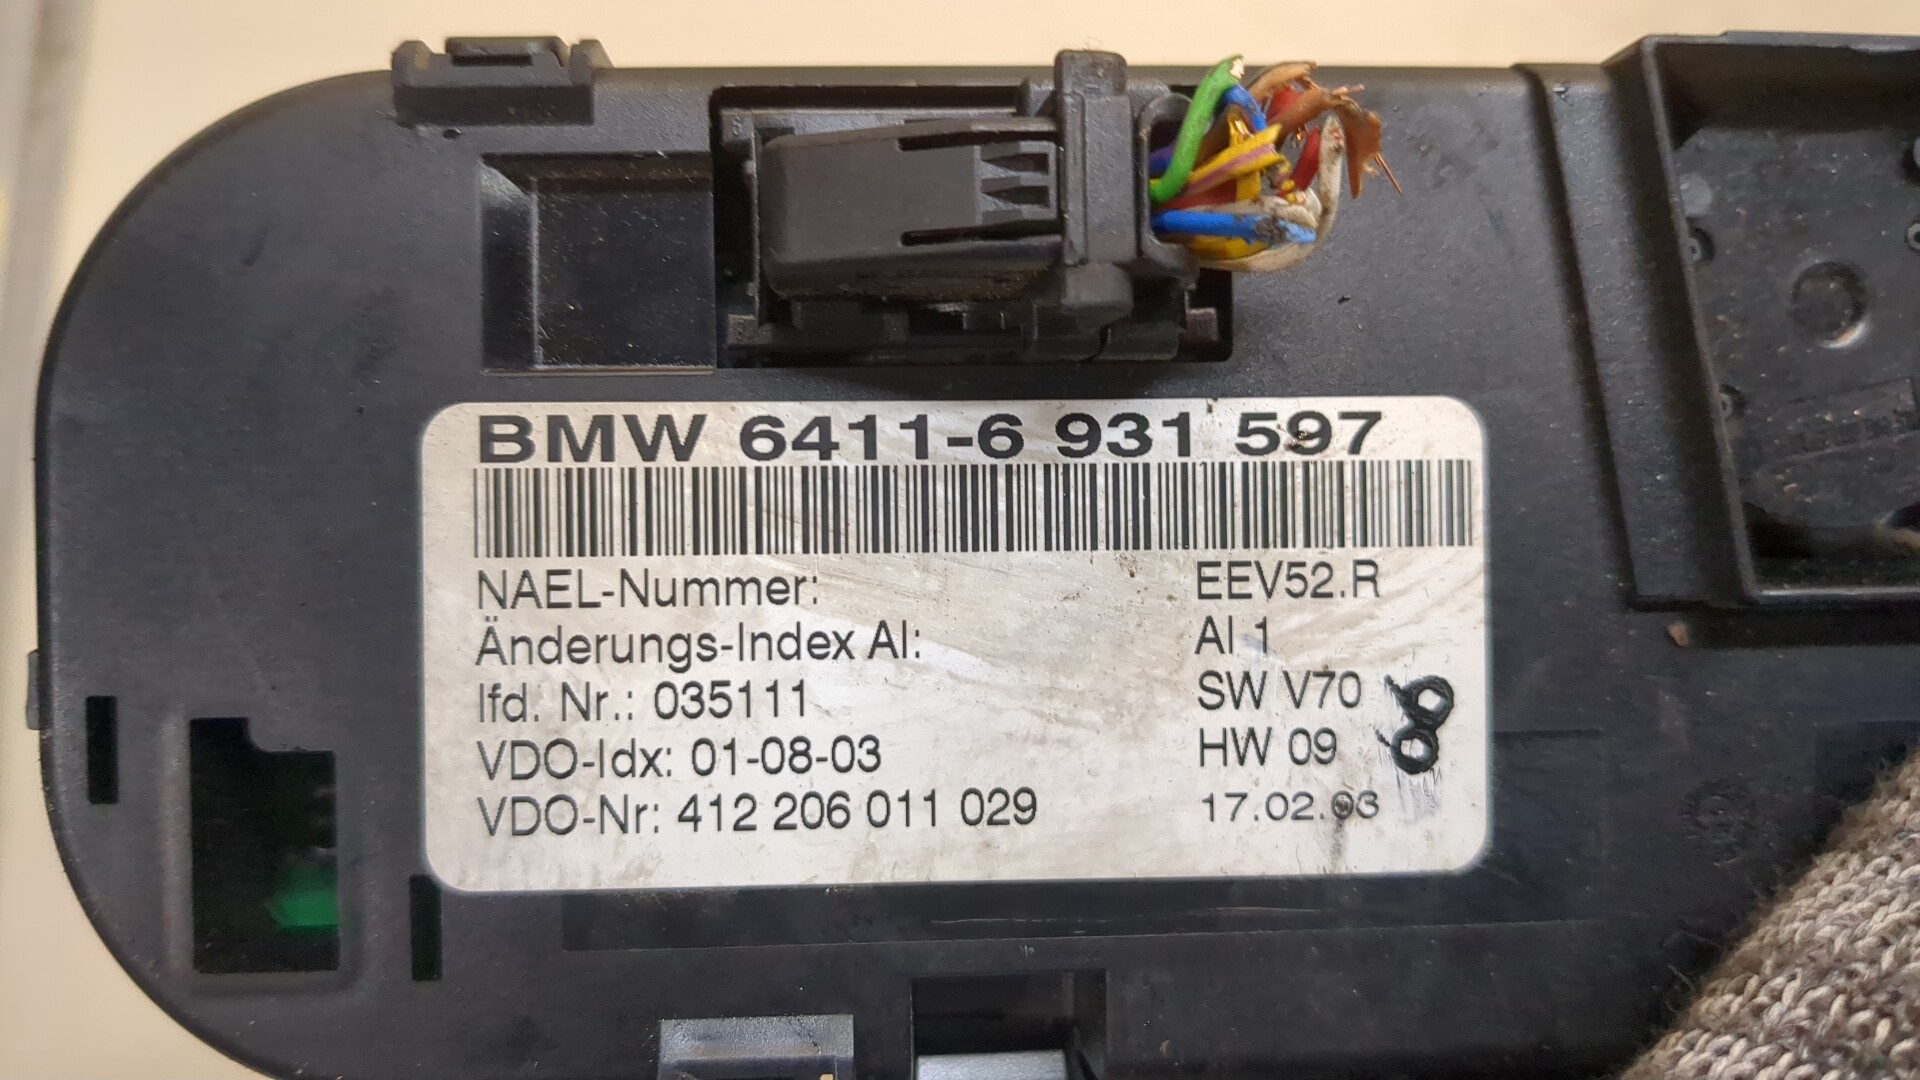 BMW 6411-6 931 597
NAEL-Nummer: EEV52.R
Änderungs-Index AI: AI 1
lfd. Nr.: 035111 SW V70
VDO-Idx: 01-08-03 HW 09
VDO-Nr: 412 206 011 029 17.02.03